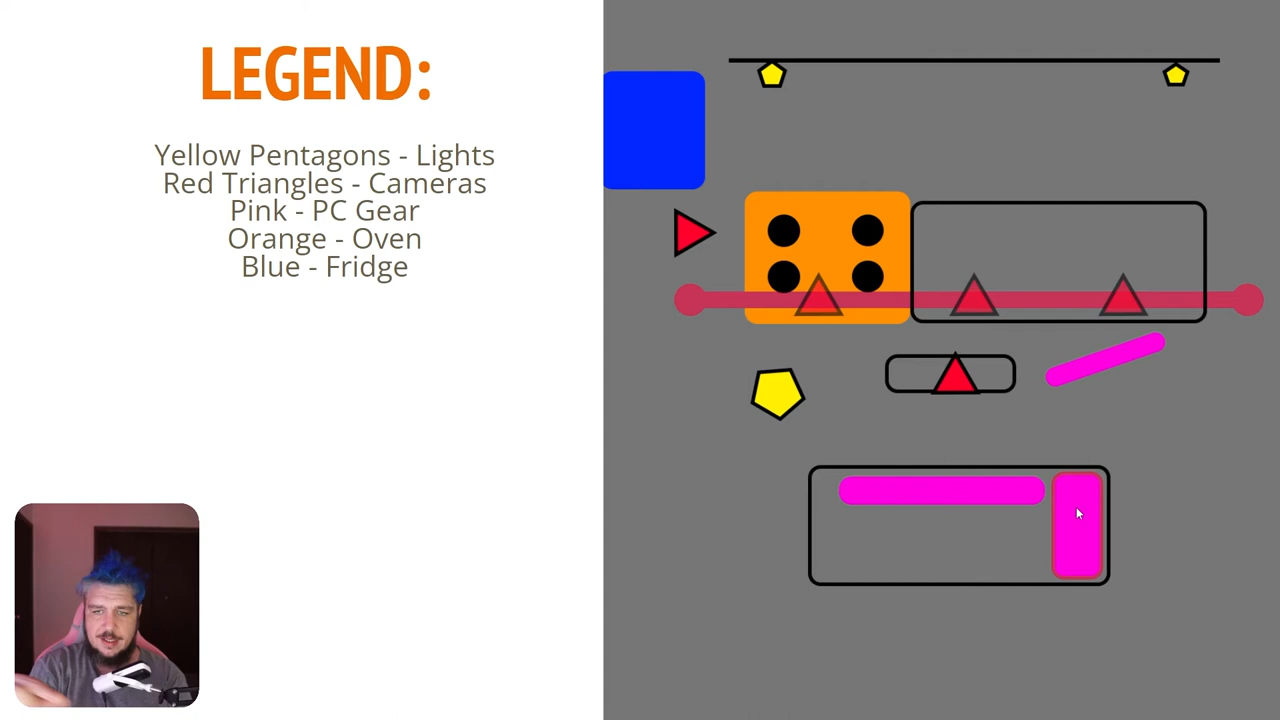 LEGEND:
Yellow Pentagons - Lights
Red Triangles - Cameras
Pink - PC Gear
Orange - Oven
Blue - Fridge